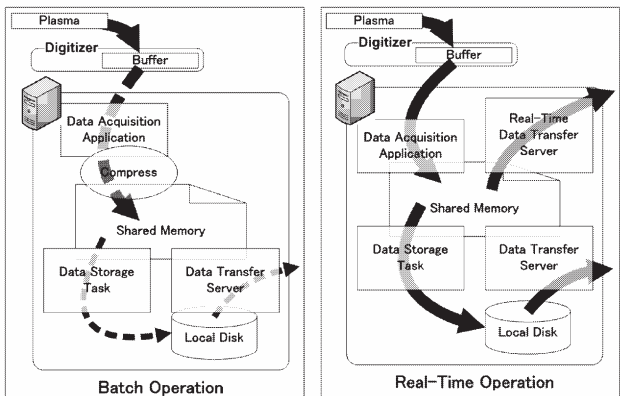 Plasma
Digitizer
Buffer
Data Acquisition
Application
Compress
Shared Memory
Data Storage
Task
Data Transfer
Server
Local Disk
Batch Operation
Plasma
Digitizer
Buffer
Data Acquisition
Application
Real-Time
Data Transfer
Server
Shared Memory
Data Storage
Task
Data Transfer
Server
Local Disk
Real-Time Operation